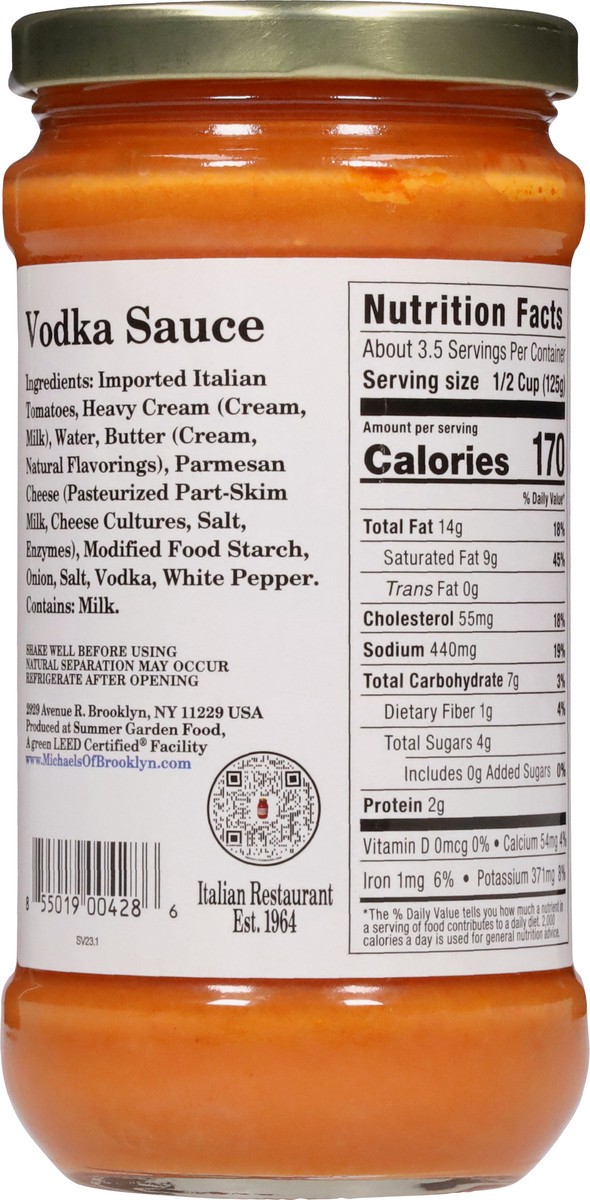 Vodka Sauce
Ingredients: Imported Italian
Tomatoes, Heavy Cream (Cream,
Milk), Water, Butter (Cream,
Natural Flavorings), Parmesan
Cheese (Pasteurized Part-Skim
Milk, Cheese Cultures, Salt,
Enzymes), Modified Food Starch,
Onion, Salt, Vodka, White Pepper.
Contains: Milk.
SHAKE WELL BEFORE USING
NATURAL SEPARATION MAY OCCUR
REFRIGERATE AFTER OPENING
2929 Avenue R. Brooklyn, NY 11229 USA
Produced at Summer Garden Food,
A green LEED Certified® Facility
www.MichaelsOfBrooklyn.com
8 55019 00428 6
SV23.1
Italian Restaurant
Est. 1964
Nutrition Facts
About 3.5 Servings Per Container
Serving size 1/2 Cup (125g)
Amount per serving
Calories 170
% Daily Value*
Total Fat 14g 18%
Saturated Fat 9g 45%
Trans Fat 0g
Cholesterol 55mg 18%
Sodium 440mg 19%
Total Carbohydrate 7g 3%
Dietary Fiber 1g 4%
Total Sugars 4g
Includes 0g Added Sugars 0%
Protein 2g
Vitamin D 0mcg 0% • Calcium 54mg 4%
Iron 1mg 6% • Potassium 371mg 8%
*The % Daily Value tells you how much a nutrient in
a serving of food contributes to a daily diet. 2,000
calories a day is used for general nutrition advice.